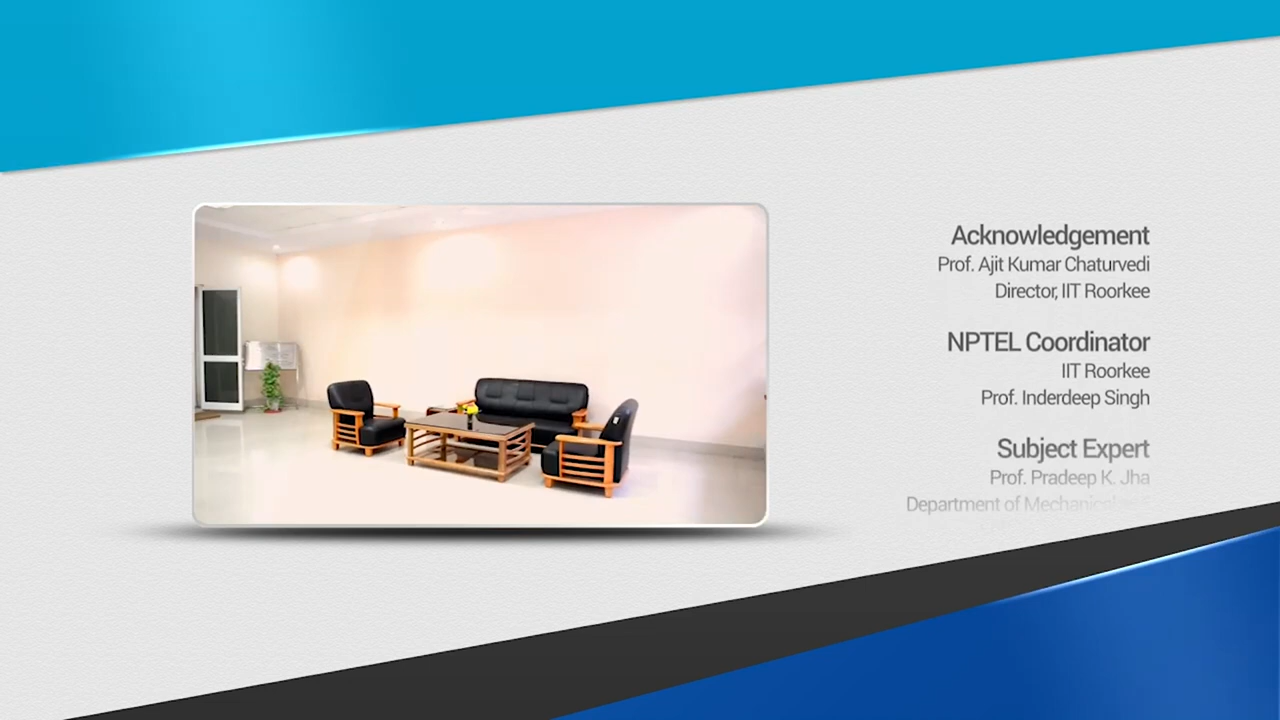 Acknowledgement
Prof. Ajit Kumar Chaturvedi
Director, IIT Roorkee
NPTEL Coordinator
IIT Roorkee
Prof. Inderdeep Singh
Subject Expert
Prof. Pradeep K. Jha
Department of Mechanical